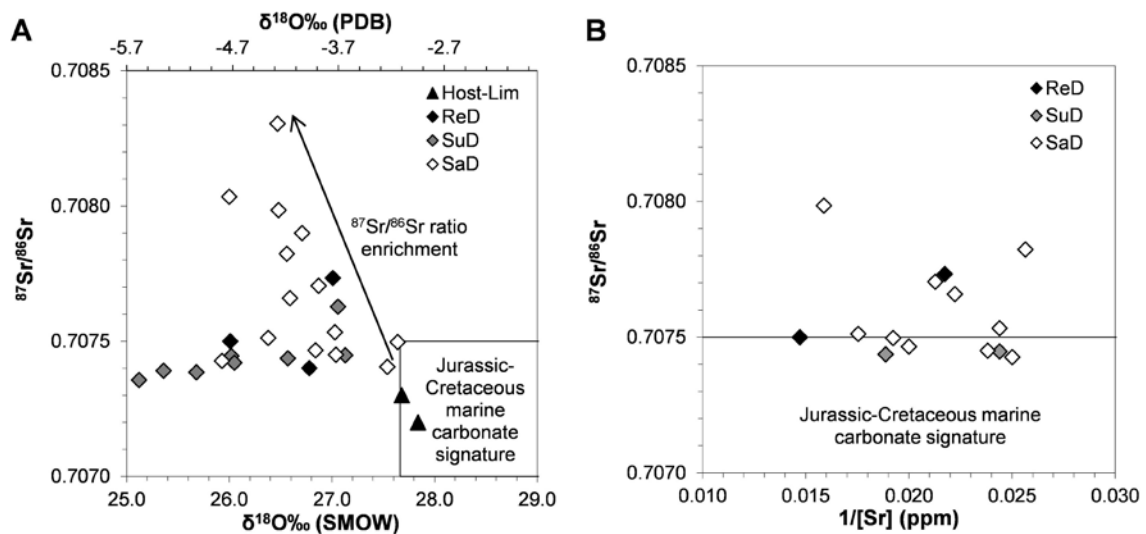 A
δ18O‰ (PDB)
-5.7 -4.7 -3.7 -2.7
0.7085
0.7080
0.7075
0.7070
87Sr/86Sr
Host-Lim
ReD
SuD
SaD
87Sr/86Sr ratio
enrichment
Jurassic-
Cretaceous
marine
carbonate
signature
25.0 26.0 27.0 28.0 29.0
δ18O‰ (SMOW)
B
0.7085
0.7080
0.7075
0.7070
87Sr/86Sr
ReD
SuD
SaD
Jurassic-Cretaceous marine
carbonate signature
0.010 0.015 0.020 0.025 0.030
1/[Sr] (ppm)